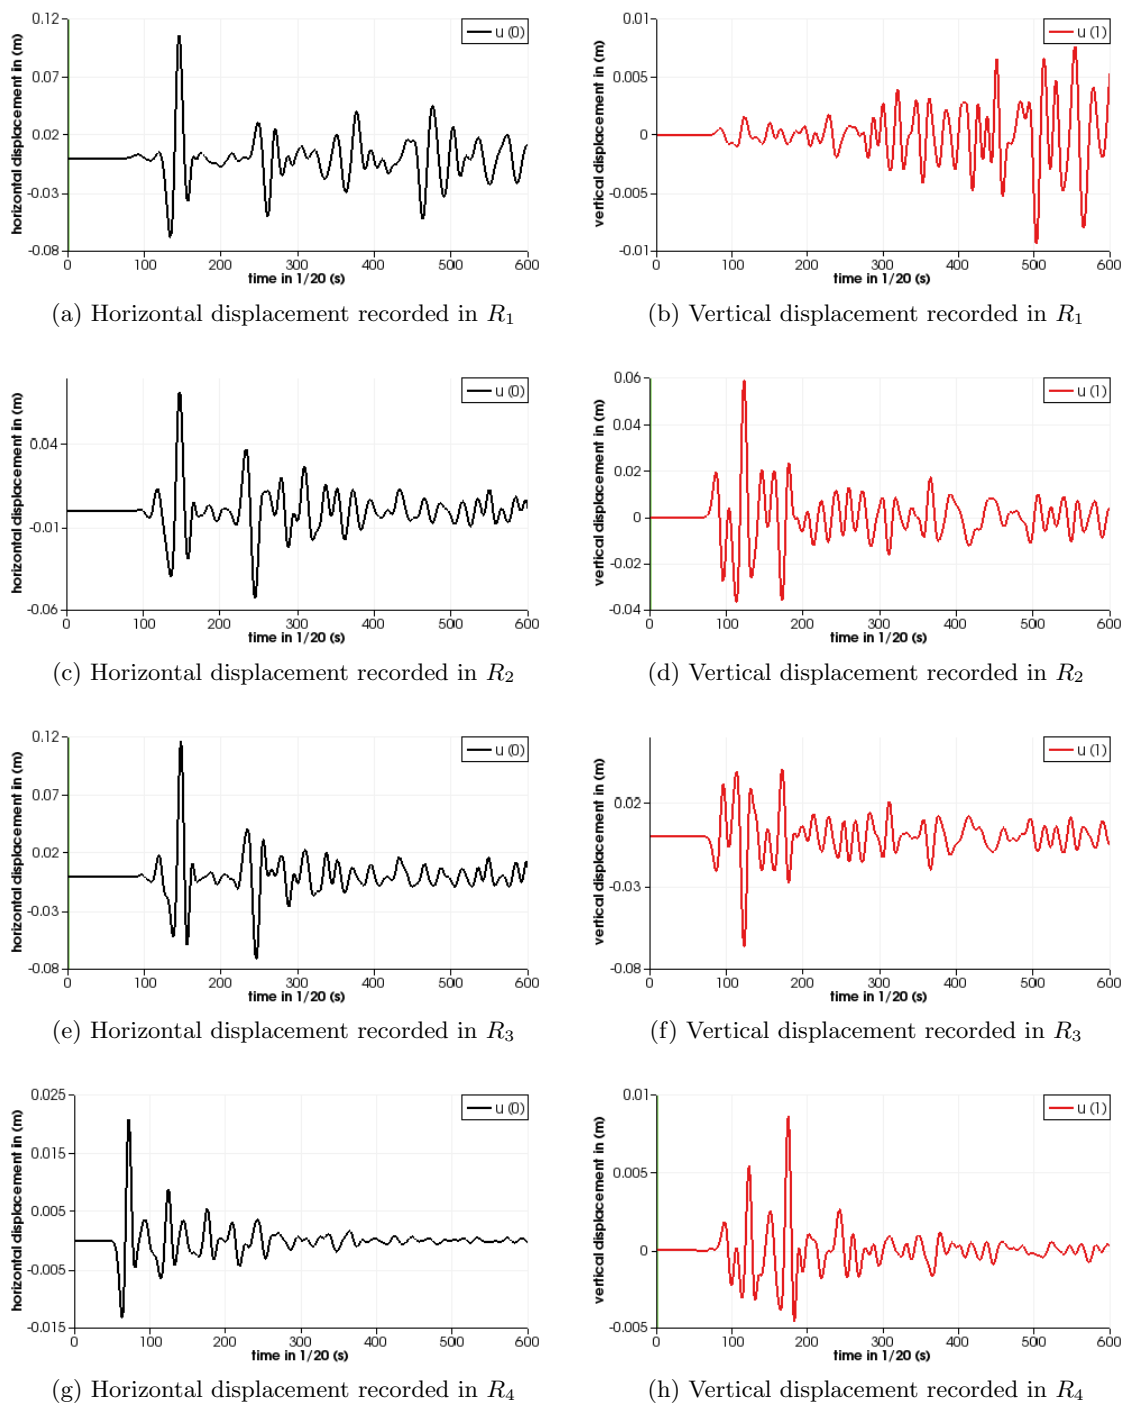 horizontal displacement in (m)
0.12
0.07
0.02
-0.03
-0.08
u (0)
0 100 200 300 400 500 600
time in 1/20 (s)
(a) Horizontal displacement recorded in R1
vertical displacement in (m)
0.01
0.005
0
-0.005
-0.01
u (1)
0 100 200 300 400 500 600
time in 1/20 (s)
(b) Vertical displacement recorded in R1
horizontal displacement in (m)
0.04
-0.01
-0.06
u (0)
0 100 200 300 400 500 600
time in 1/20 (s)
(c) Horizontal displacement recorded in R2
vertical displacement in (m)
0.06
0.04
0.02
0
-0.02
-0.04
u (1)
0 100 200 300 400 500 600
time in 1/20 (s)
(d) Vertical displacement recorded in R2
horizontal displacement in (m)
0.12
0.07
0.02
-0.03
-0.08
u (0)
0 100 200 300 400 500 600
time in 1/20 (s)
(e) Horizontal displacement recorded in R3
vertical displacement in (m)
0.02
-0.03
-0.08
u (1)
0 100 200 300 400 500 600
time in 1/20 (s)
(f) Vertical displacement recorded in R3
horizontal displacement in (m)
0.025
0.015
0.005
-0.005
-0.015
u (0)
0 100 200 300 400 500 600
time in 1/20 (s)
(g) Horizontal displacement recorded in R4
vertical displacement in (m)
0.01
0.005
0
-0.005
u (1)
0 100 200 300 400 500 600
time in 1/20 (s)
(h) Vertical displacement recorded in R4